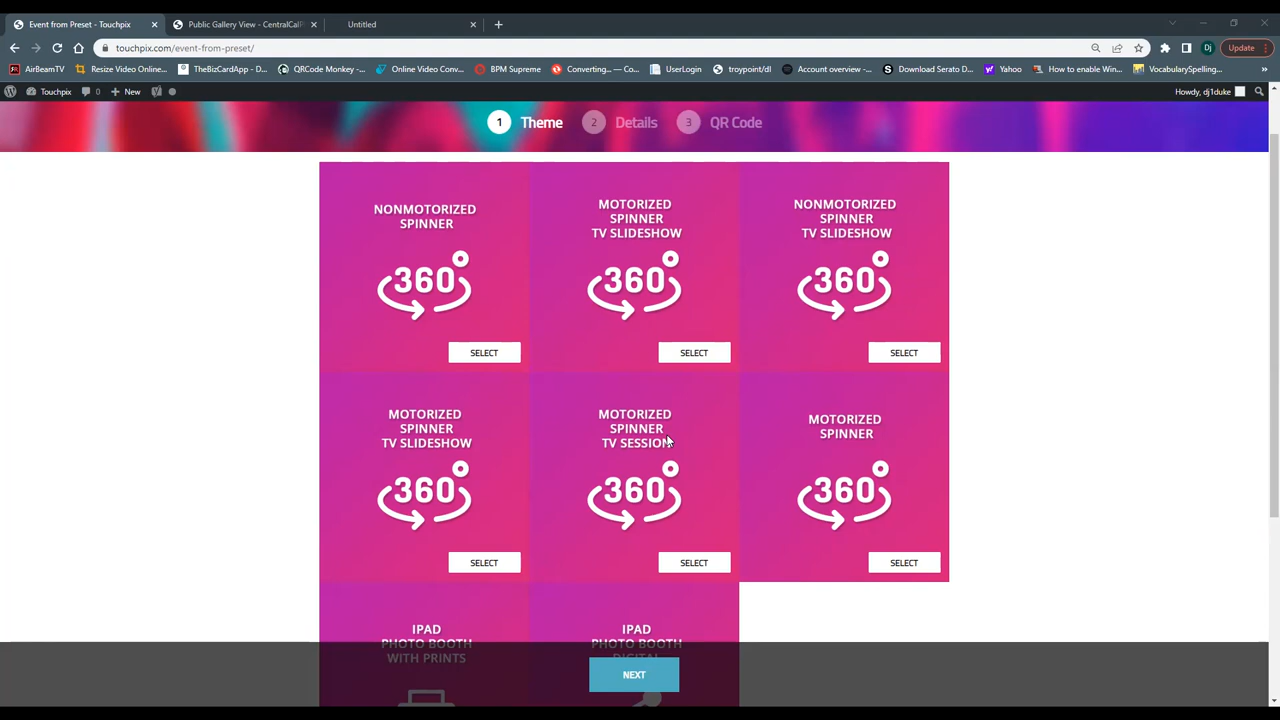 Event from Preset - Touchpix
Public Gallery View - CentralCalP
Untitled
touchpix.com/event-from-preset/
Dj
Update
AirBeamTV
Resize Video Online...
TheBizCardApp - D...
QRCode Monkey -...
Online Video Conv...
BPM Supreme
Converting... — Co...
UserLogin
troypoint/dl
Account overview -...
Download Serato D...
Yahoo
How to enable Win...
VocabularySpelling...
»
Touchpix
0
New
Howdy, dj1duke
1 Theme
2 Details
3 QR Code
NONMOTORIZED
SPINNER
360°
SELECT
MOTORIZED
SPINNER
TV SLIDESHOW
360°
SELECT
NONMOTORIZED
SPINNER
TV SLIDESHOW
360°
SELECT
MOTORIZED
SPINNER
TV SLIDESHOW
360°
SELECT
MOTORIZED
SPINNER
TV SESSION
360°
SELECT
MOTORIZED
SPINNER
360°
SELECT
IPAD
PHOTO BOOTH
WITH PRINTS
IPAD
PHOTO BOOTH
DIGITAL
NEXT